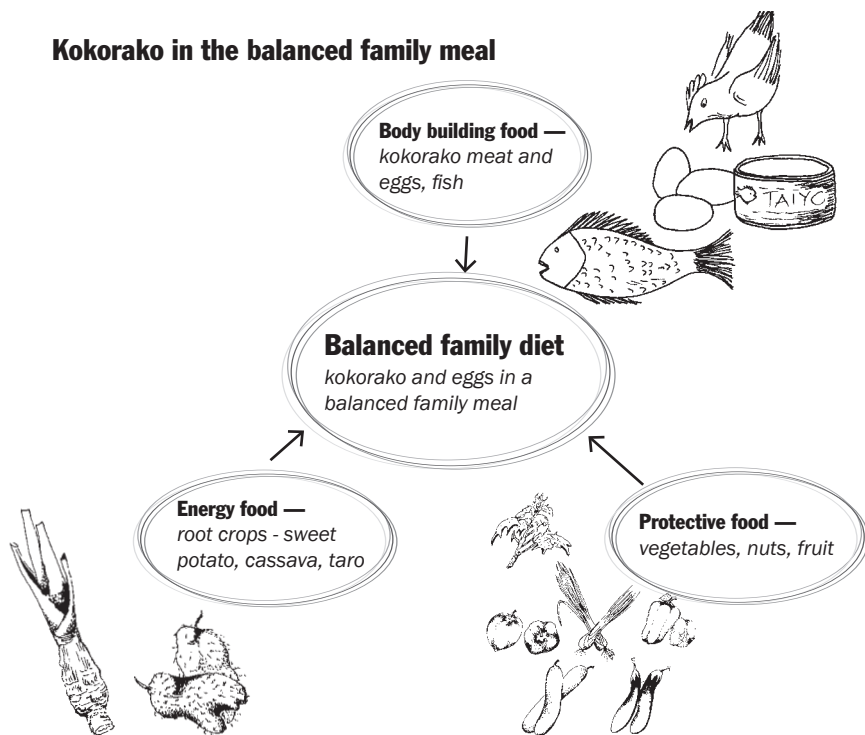 Kokorako in the balanced family meal
Body building food —
kokorako meat and
eggs, fish
TAIYO
Balanced family diet
kokorako and eggs in a
balanced family meal
Energy food —
root crops - sweet
potato, cassava, taro
Protective food —
vegetables, nuts, fruit